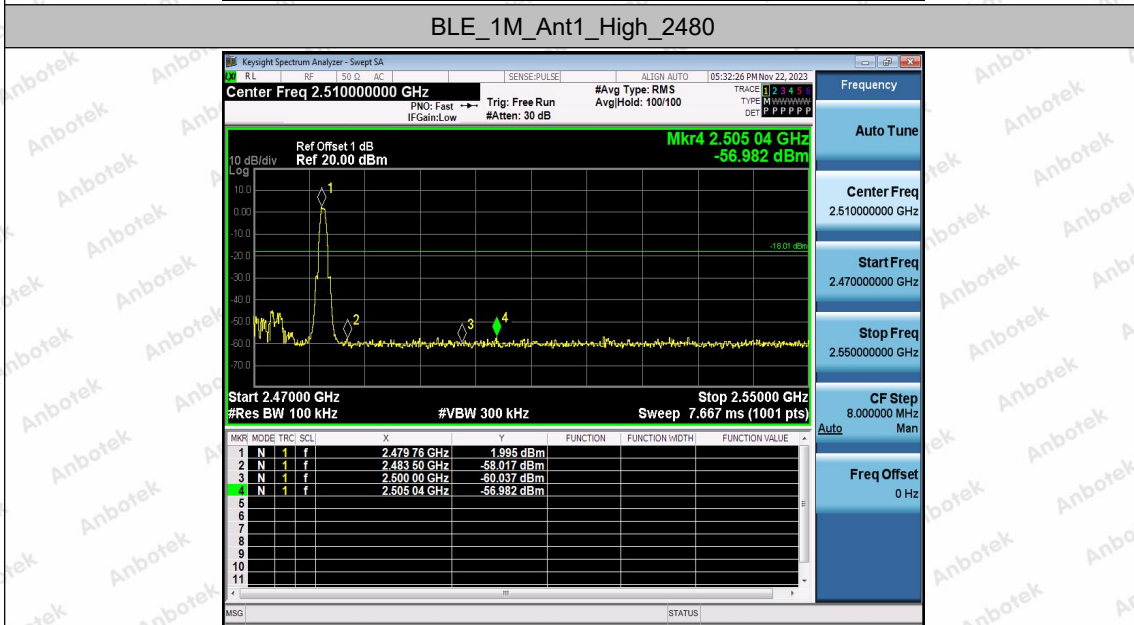 BLE_1M_Ant1_High_2480
Keysight Spectrum Analyzer - Swept SA
LXI RL RF 50 Ω AC SENSE:PULSE ALIGN AUTO 05:32:26 PM Nov 22, 2023
Center Freq 2.510000000 GHz
PNO: Fast
IFGain:Low
Trig: Free Run
#Atten: 30 dB
#Avg Type: RMS
Avg|Hold: 100/100
TRACE 1 2 3 4 5 6
TYPE M W W W W W
DET P P P P P P
Mkr4 2.505 04 GHz
-56.982 dBm
Ref Offset 1 dB
10 dB/div Ref 20.00 dBm
Log
10.0
0.00
-10.0
-20.0
-30.0
-40.0
-50.0
-60.0
-70.0
1
2
3
4
-18.01 dBm
Start 2.47000 GHz Stop 2.55000 GHz
#Res BW 100 kHz #VBW 300 kHz Sweep 7.667 ms (1001 pts)
MKR MODE TRC SCL X Y FUNCTION FUNCTION WIDTH FUNCTION VALUE
1 N 1 f 2.479 76 GHz 1.995 dBm
2 N 1 f 2.483 50 GHz -58.017 dBm
3 N 1 f 2.500 00 GHz -60.037 dBm
4 N 1 f 2.505 04 GHz -56.982 dBm
5
6
7
8
9
10
11
MSG STATUS
Frequency
Auto Tune
Center Freq
2.510000000 GHz
Start Freq
2.470000000 GHz
Stop Freq
2.550000000 GHz
CF Step
8.000000 MHz
Auto Man
Freq Offset
0 Hz
Anbotek